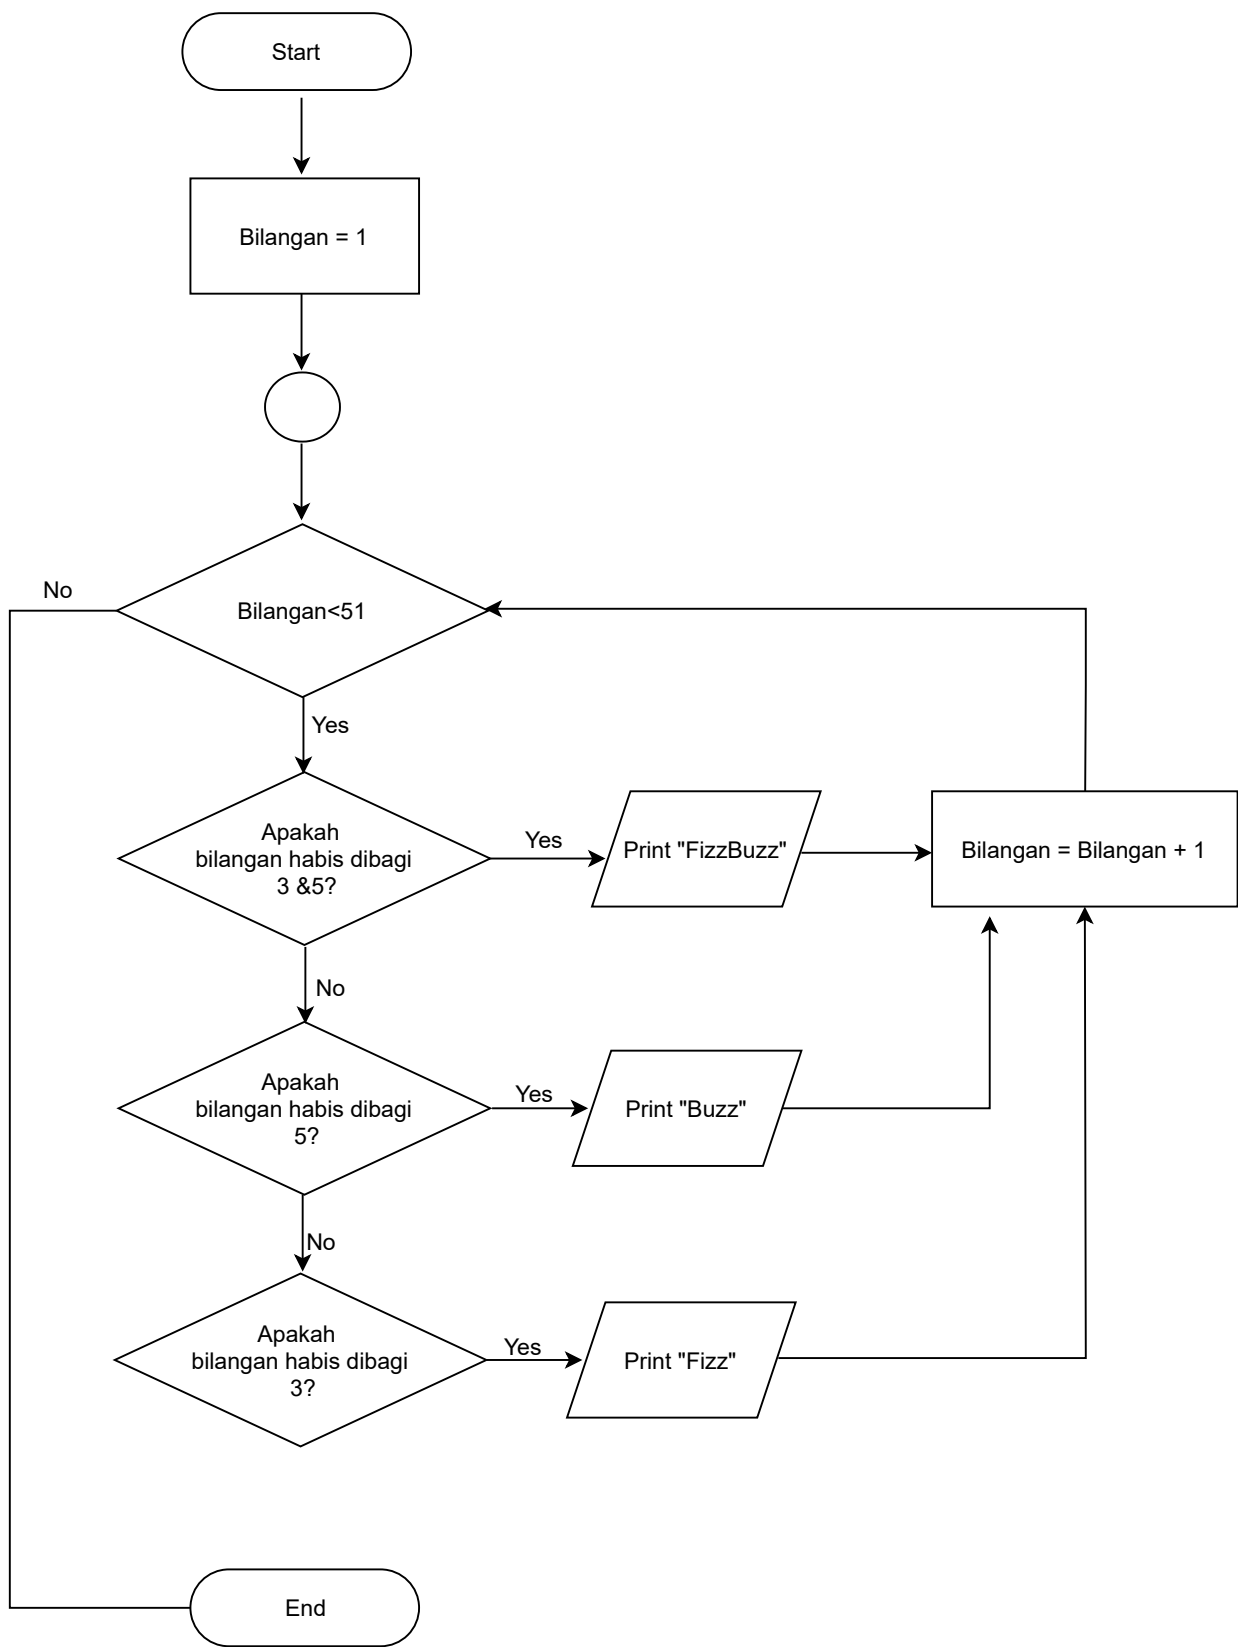 Start
Bilangan = 1
No
Bilangan<51
Yes
Apakah
bilangan habis dibagi
3 &5?
Yes
Print "FizzBuzz"
Bilangan = Bilangan + 1
No
Apakah
bilangan habis dibagi
5?
Yes
Print "Buzz"
No
Apakah
bilangan habis dibagi
3?
Yes
Print "Fizz"
End